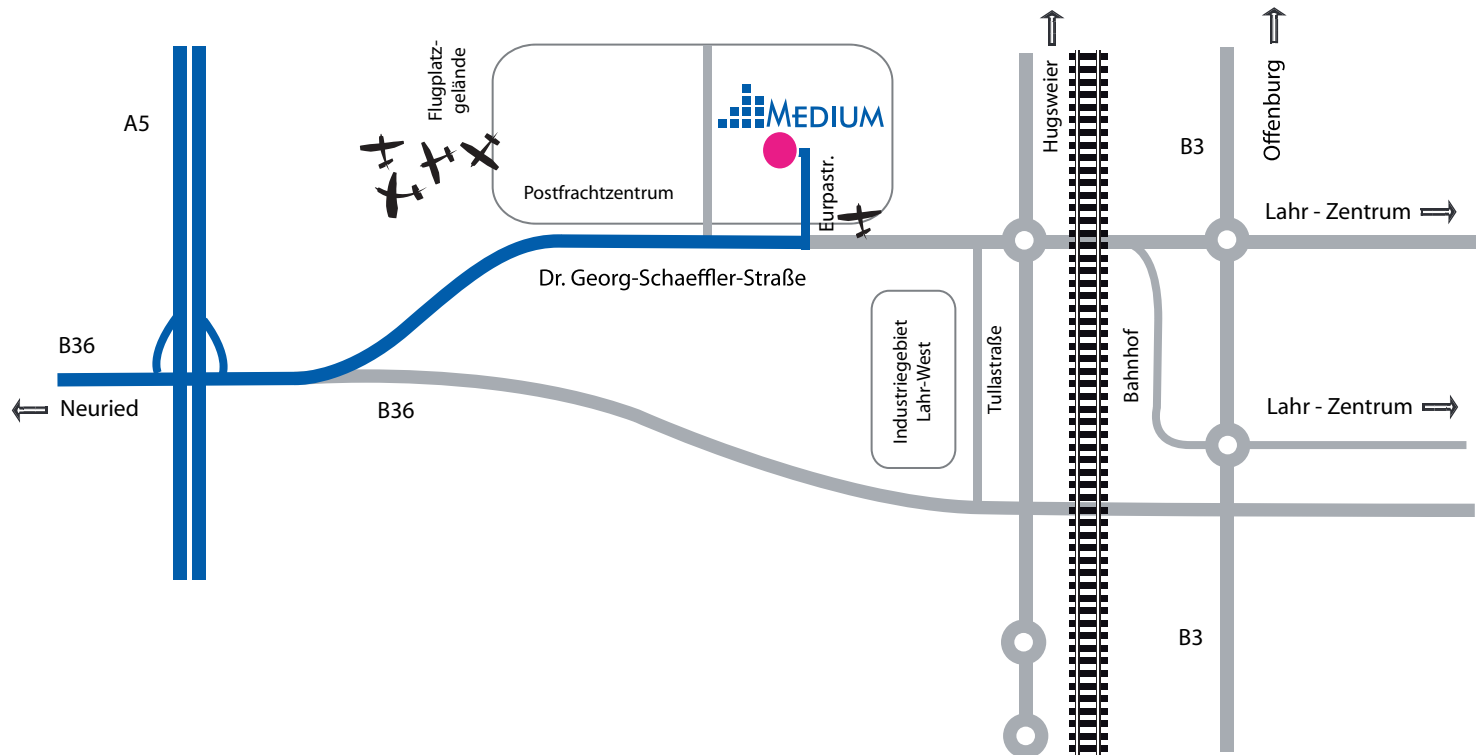 A5
Flugplatz-
gelände
MEDIUM
Postfrachtzentrum
Eurpastr.
Hugsweier
B3
Offenburg
Lahr - Zentrum
Dr. Georg-Schaeffler-Straße
B36
Neuried
B36
Industriegebiet
Lahr-West
Tullastraße
Bahnhof
Lahr - Zentrum
B3